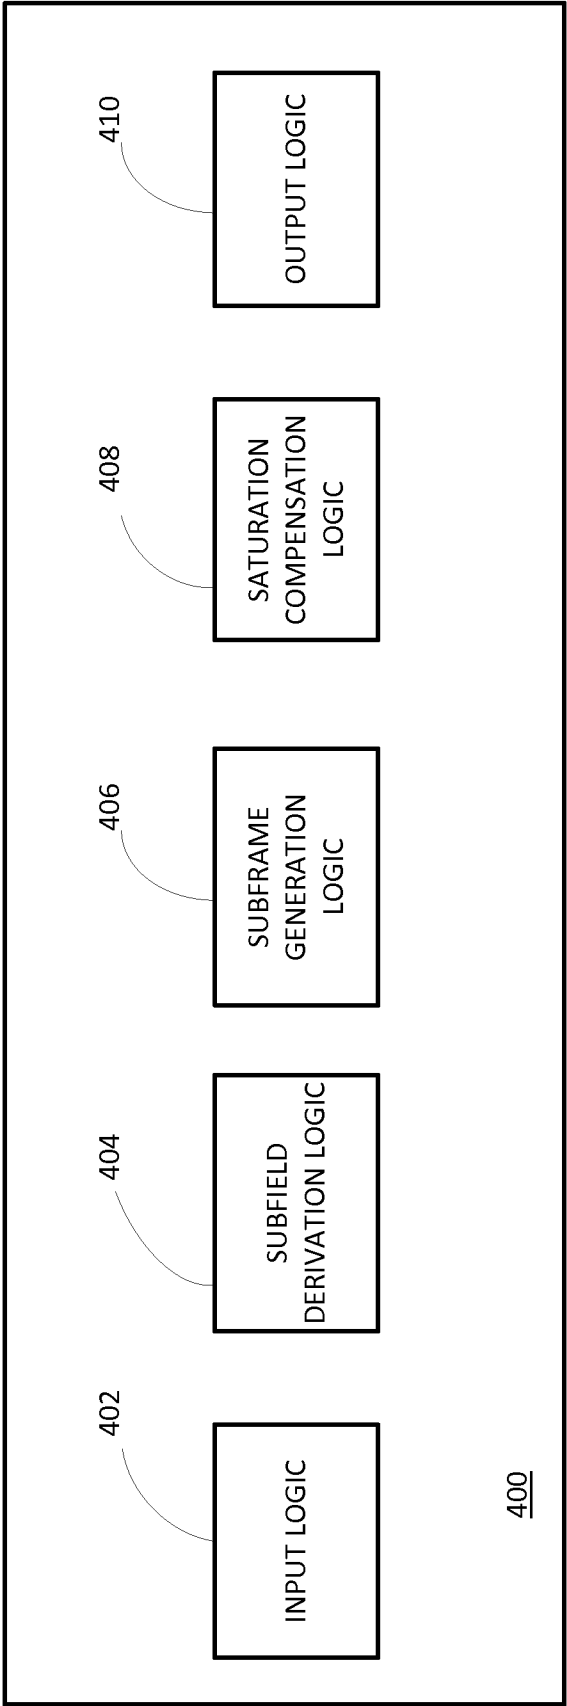 402
404
406
408
410
INPUT LOGIC
SUBFIELD
DERIVATION LOGIC
SUBFRAME
GENERATION
LOGIC
SATURATION
COMPENSATION
LOGIC
OUTPUT LOGIC
400